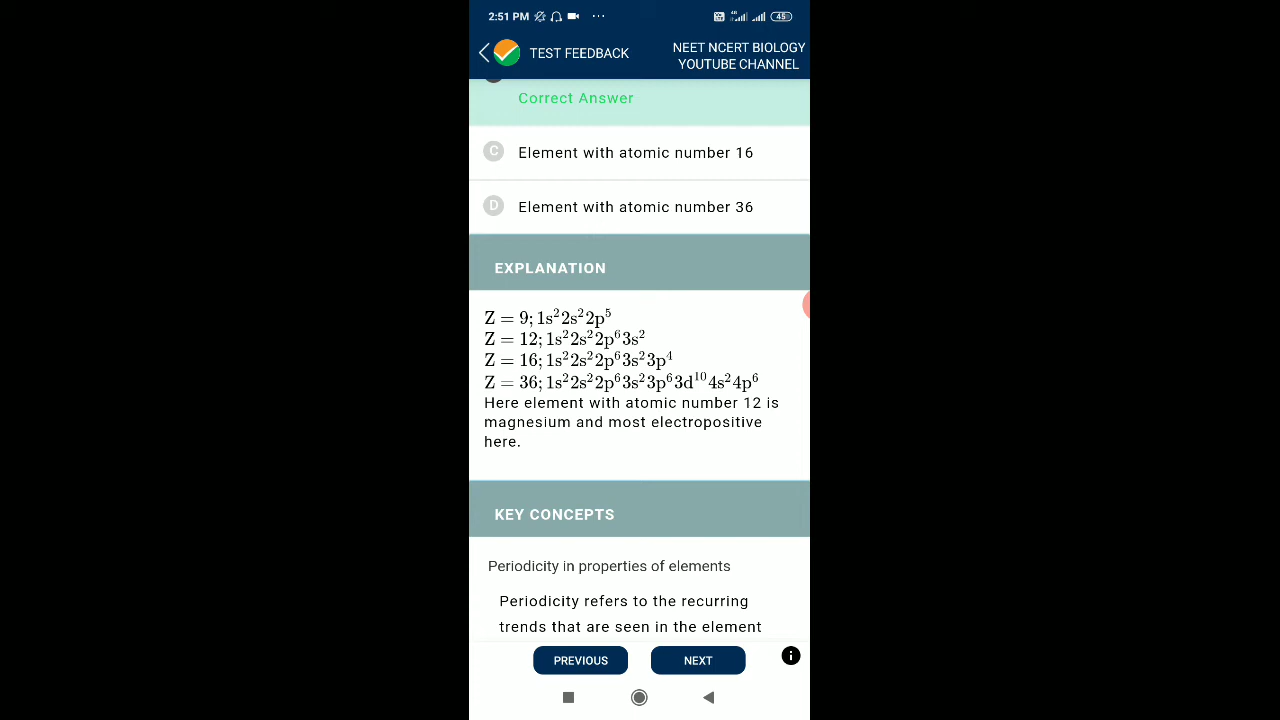 2:51 PM
45
TEST FEEDBACK
NEET NCERT BIOLOGY
YOUTUBE CHANNEL
Correct Answer
C Element with atomic number 16
D Element with atomic number 36
EXPLANATION
Z = 9; 1s²2s²2p⁵
Z = 12; 1s²2s²2p⁶3s²
Z = 16; 1s²2s²2p⁶3s²3p⁴
Z = 36; 1s²2s²2p⁶3s²3p⁶3d¹⁰4s²4p⁶
Here element with atomic number 12 is
magnesium and most electropositive
here.
KEY CONCEPTS
Periodicity in properties of elements
Periodicity refers to the recurring
trends that are seen in the element
PREVIOUS
NEXT